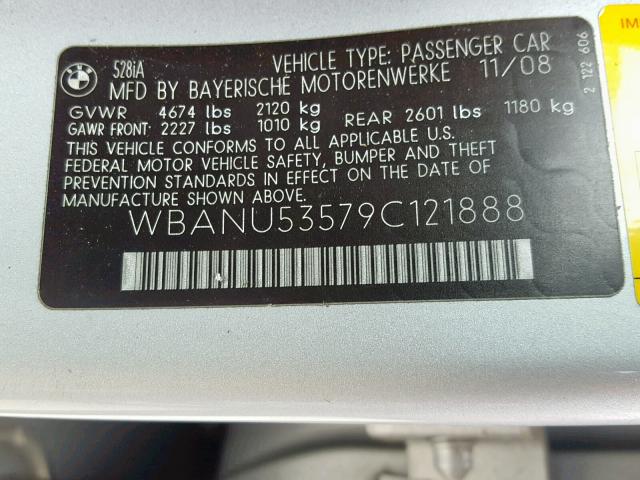 BMW
528iA
VEHICLE TYPE: PASSENGER CAR
MFD BY BAYERISCHE MOTORENWERKE 11/08
GVWR 4674 lbs 2120 kg
GAWR FRONT: 2227 lbs 1010 kg REAR 2601 lbs 1180 kg
THIS VEHICLE CONFORMS TO ALL APPLICABLE U.S.
FEDERAL MOTOR VEHICLE SAFETY, BUMPER AND THEFT
PREVENTION STANDARDS IN EFFECT ON THE DATE OF
MANUFACTURE SHOWN ABOVE.
WBANU53579C121888
2 122 606